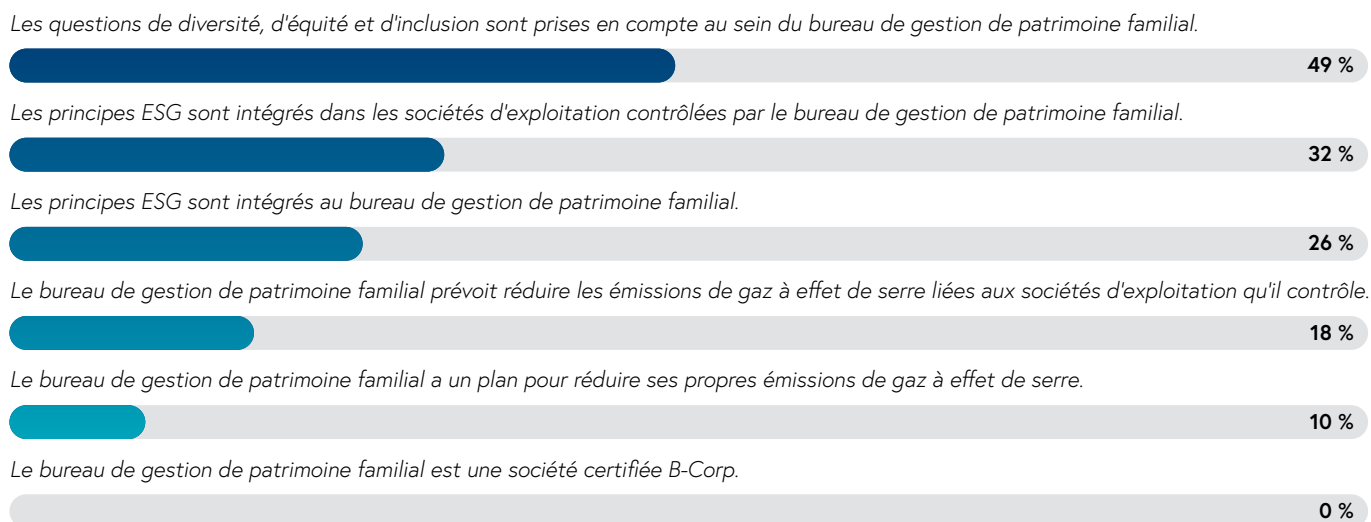 Les questions de diversité, d'équité et d'inclusion sont prises en compte au sein du bureau de gestion de patrimoine familial.
49 %
Les principes ESG sont intégrés dans les sociétés d'exploitation contrôlées par le bureau de gestion de patrimoine familial.
32 %
Les principes ESG sont intégrés au bureau de gestion de patrimoine familial.
26 %
Le bureau de gestion de patrimoine familial prévoit réduire les émissions de gaz à effet de serre liées aux sociétés d'exploitation qu'il contrôle.
18 %
Le bureau de gestion de patrimoine familial a un plan pour réduire ses propres émissions de gaz à effet de serre.
10 %
Le bureau de gestion de patrimoine familial est une société certifiée B-Corp.
0 %